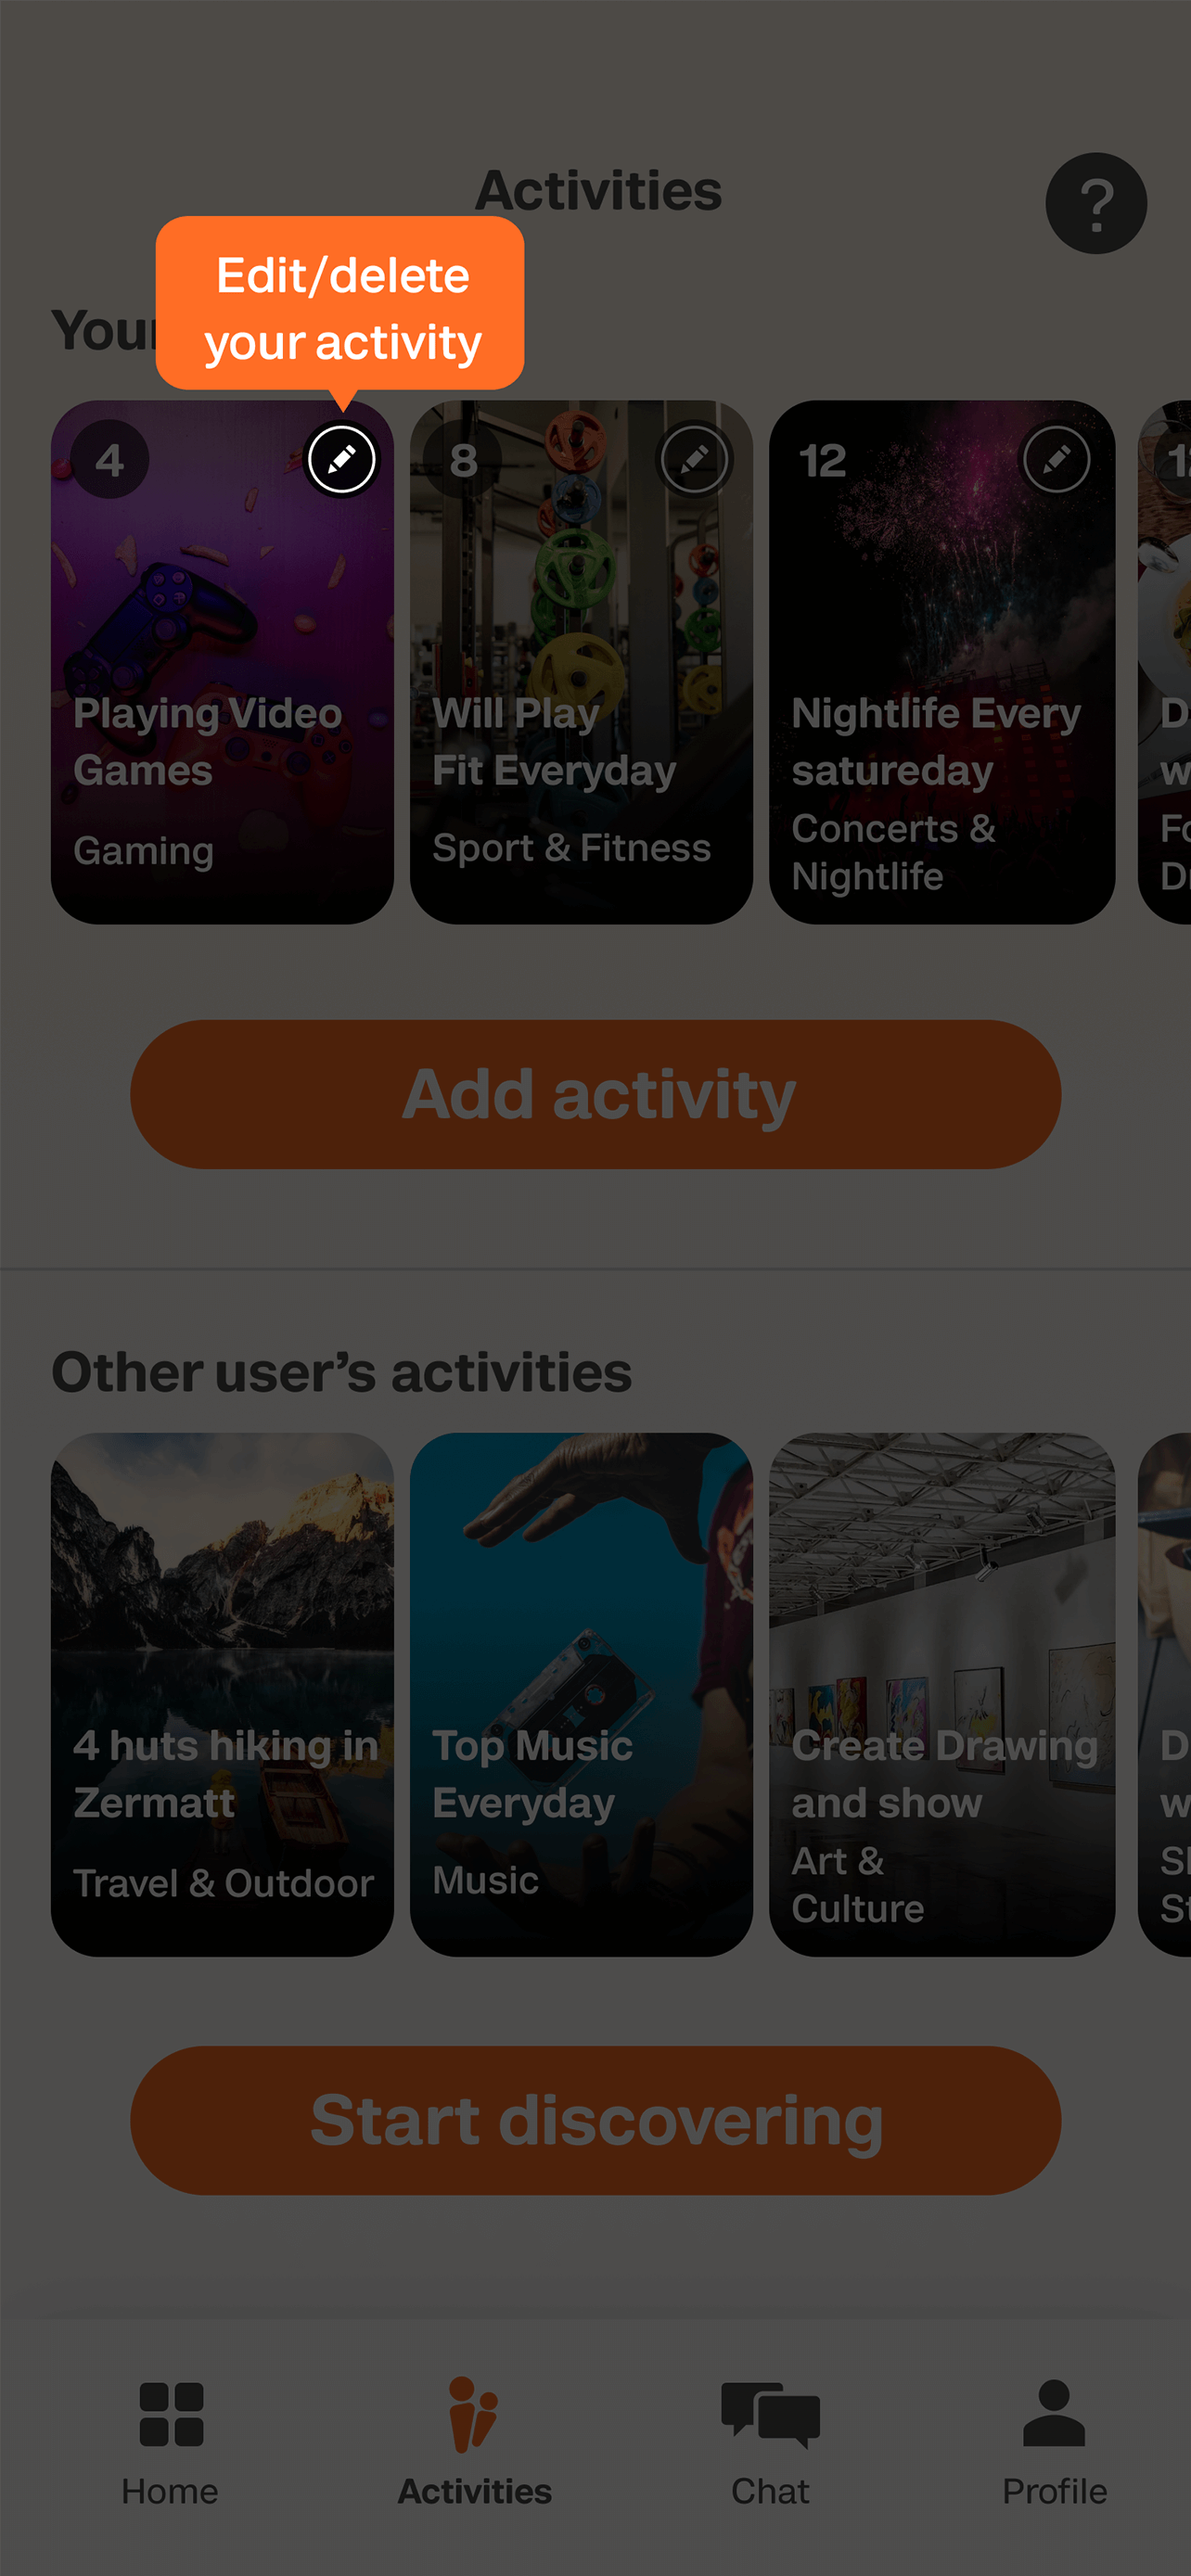 Activities
?
Edit/delete
your activity
4
8
12
Playing Video
Games
Gaming
Will Play
Fit Everyday
Sport & Fitness
Nightlife Every
satureday
Concerts &
Nightlife
Add activity
Other user's activities
4 huts hiking in
Zermatt
Travel & Outdoor
Top Music
Everyday
Music
Create Drawing
and show
Art &
Culture
Start discovering
Home
Activities
Chat
Profile